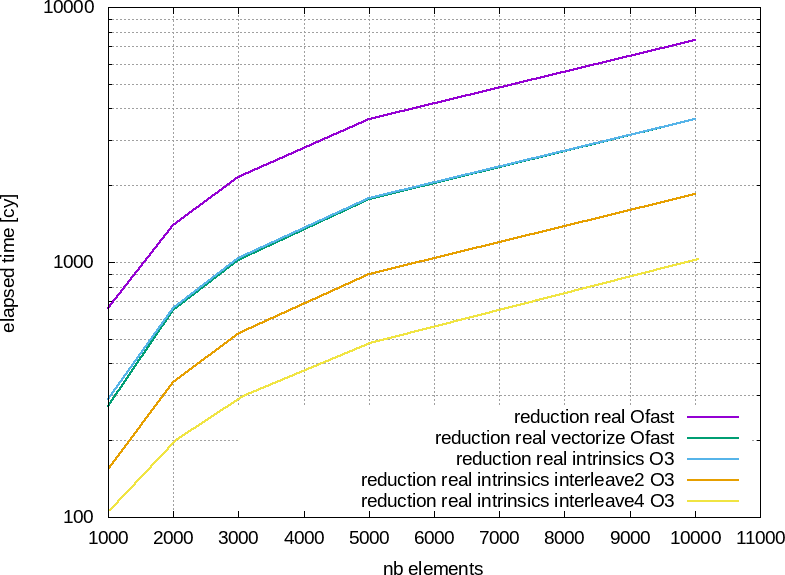 10000
1000
100
elapsed time [cy]
reduction real Ofast
reduction real vectorize Ofast
reduction real intrinsics O3
reduction real intrinsics interleave2 O3
reduction real intrinsics interleave4 O3
1000 2000 3000 4000 5000 6000 7000 8000 9000 10000 11000
nb elements